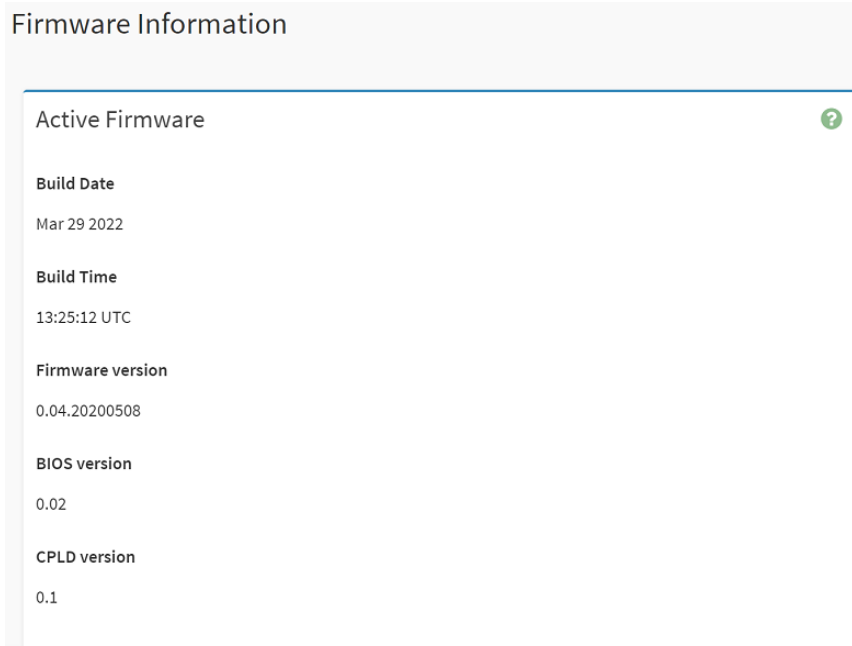 Firmware Information
Active Firmware
Build Date
Mar 29 2022
Build Time
13:25:12 UTC
Firmware version
0.04.20200508
BIOS version
0.02
CPLD version
0.1